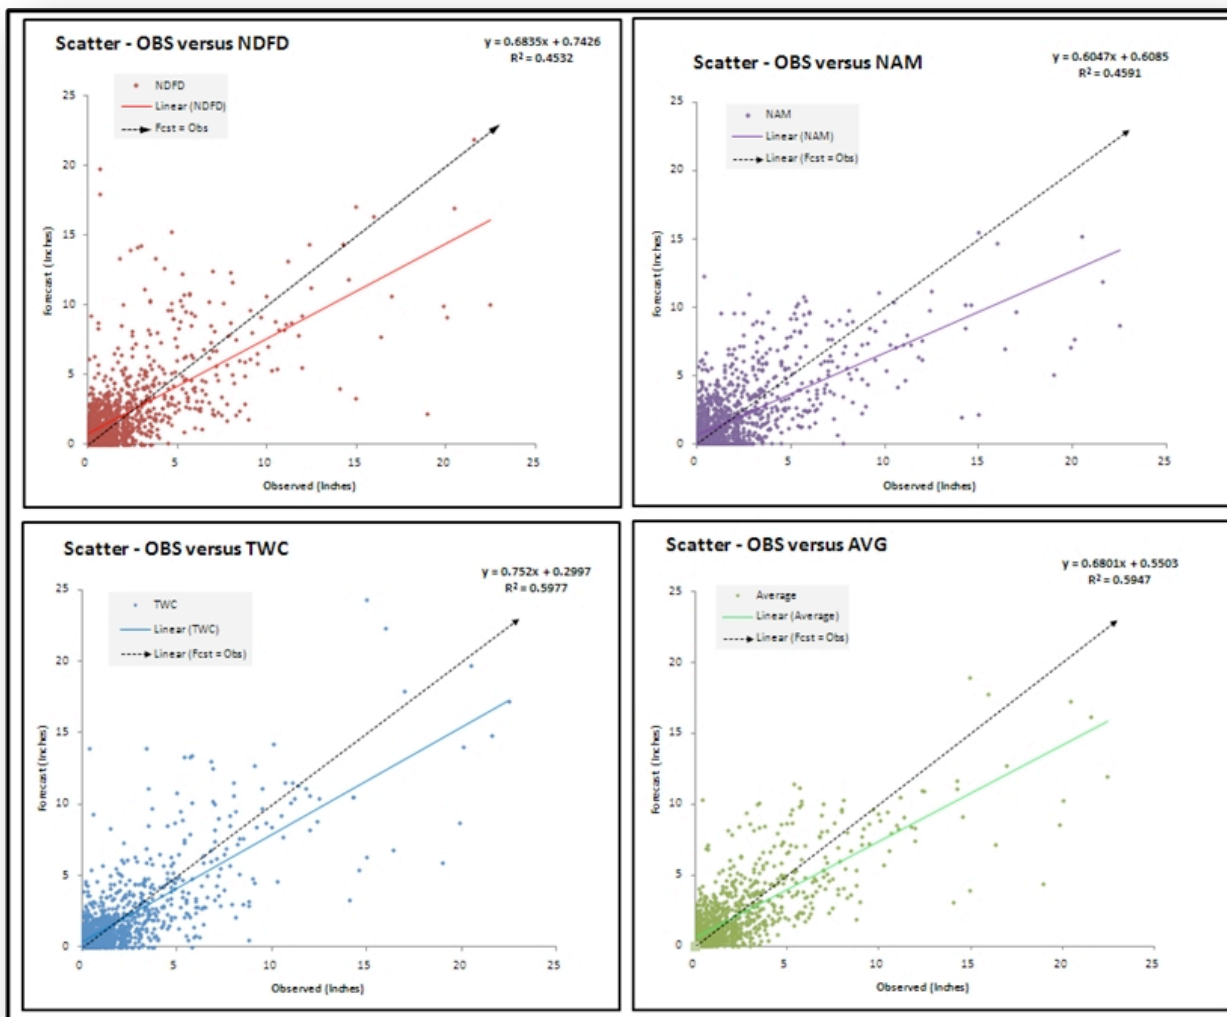 Scatter - OBS versus NDFD
y = 0.6835x + 0.7426
R² = 0.4532
NDFD
Linear (NDFD)
Fcst = Obs
25
20
15
10
5
0
Forecast (Inches)
0 5 10 15 20 25
Observed (Inches)
Scatter - OBS versus NAM
y = 0.6047x + 0.6085
R² = 0.4591
NAM
Linear (NAM)
Linear (Fcst = Obs)
25
20
15
10
5
0
Forecast (Inches)
0 5 10 15 20 25
Observed (Inches)
Scatter - OBS versus TWC
y = 0.752x + 0.2997
R² = 0.5977
TWC
Linear (TWC)
Linear (Fcst = Obs)
25
20
15
10
5
0
Forecast (Inches)
0 5 10 15 20 25
Observed (Inches)
Scatter - OBS versus AVG
y = 0.6801x + 0.5503
R² = 0.5947
Average
Linear (Average)
Linear (Fcst = Obs)
25
20
15
10
5
0
Forecast (Inches)
0 5 10 15 20 25
Observed (Inches)